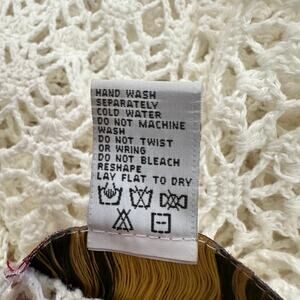 HAND WASH
SEPARATELY
COLD WATER
DO NOT MACHINE
WASH
DO NOT TWIST
OR WRING
DO NOT BLEACH
RESHAPE
LAY FLAT TO DRY